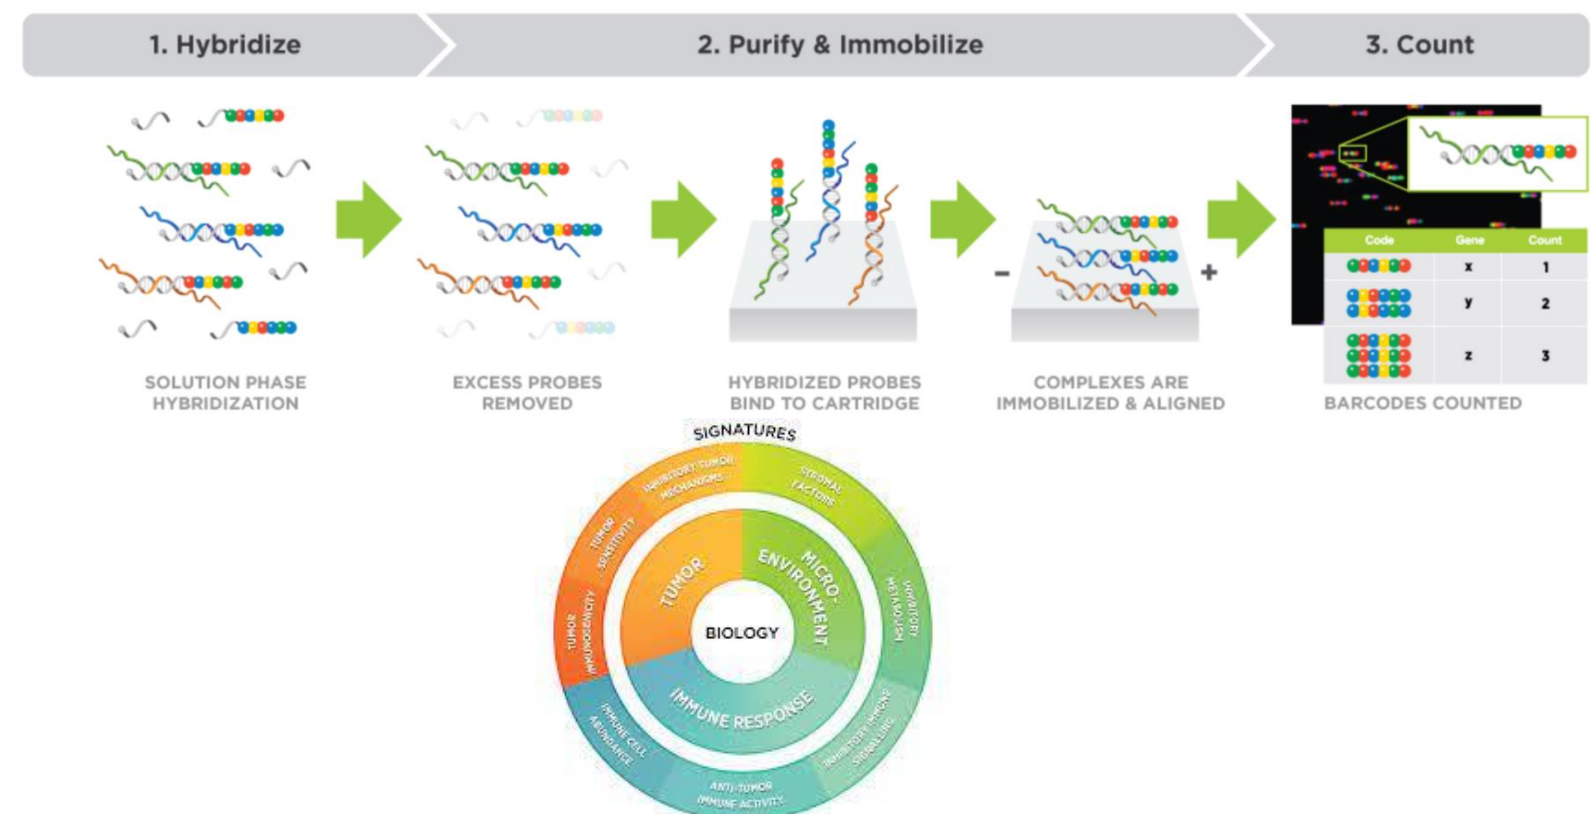 1. Hybridize
2. Purify & Immobilize
3. Count
SOLUTION PHASE
HYBRIDIZATION
EXCESS PROBES
REMOVED
HYBRIDIZED PROBES
BIND TO CARTRIDGE
–
+
COMPLEXES ARE
IMMOBILIZED & ALIGNED
Code Gene Count
x 1
y 2
z 3
BARCODES COUNTED
SIGNATURES
INHIBITORY TUMOR
MECHANISMS
STROMAL
FACTORS
TUMOR
SENSITIVITY
TUMOR
IMMUNOGENICITY
INHIBITORY
METABOLISM
TUMOR
MICRO-
ENVIRONMENT
BIOLOGY
IMMUNE RESPONSE
IMMUNE CELL
ABUNDANCE
INHIBITORY IMMUNE
SIGNALLING
ANTI-TUMOR
IMMUNE ACTIVITY